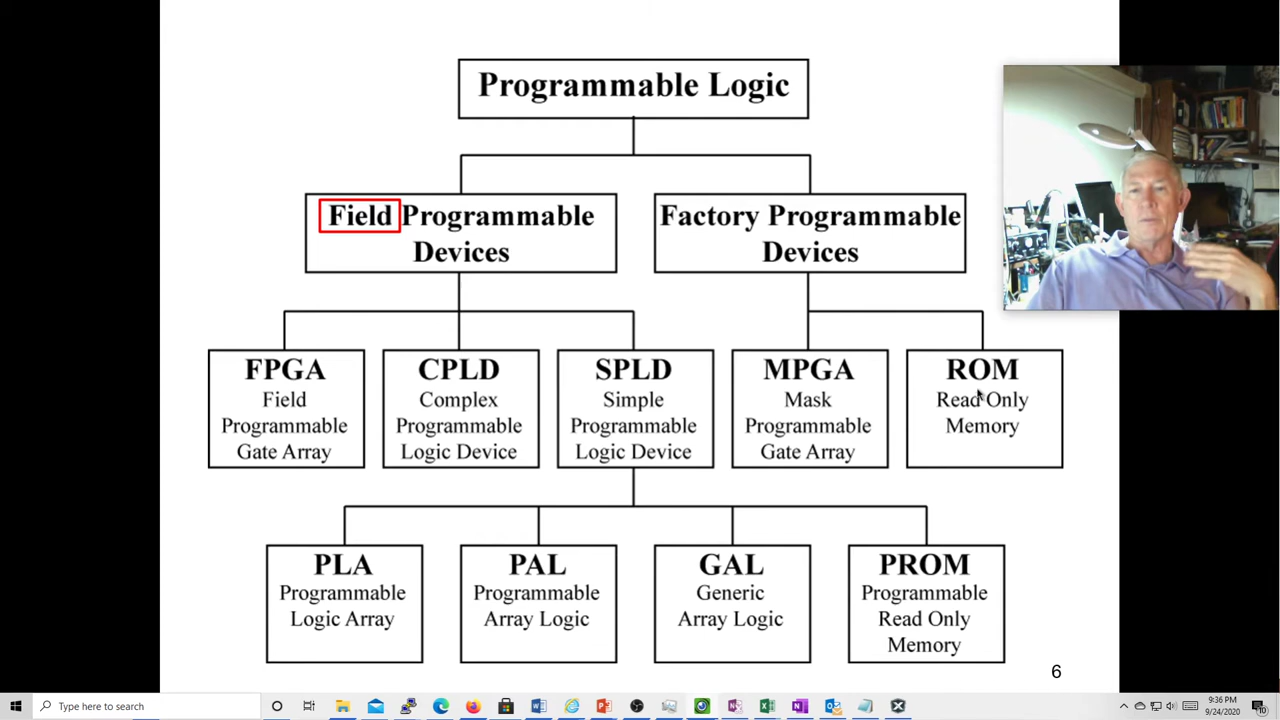 Programmable Logic
Field Programmable
Devices
Factory Programmable
Devices
FPGA
Field
Programmable
Gate Array
CPLD
Complex
Programmable
Logic Device
SPLD
Simple
Programmable
Logic Device
MPGA
Mask
Programmable
Gate Array
ROM
Read Only
Memory
PLA
Programmable
Logic Array
PAL
Programmable
Array Logic
GAL
Generic
Array Logic
PROM
Programmable
Read Only
Memory
6
Type here to search
9:36 PM
9/24/2020